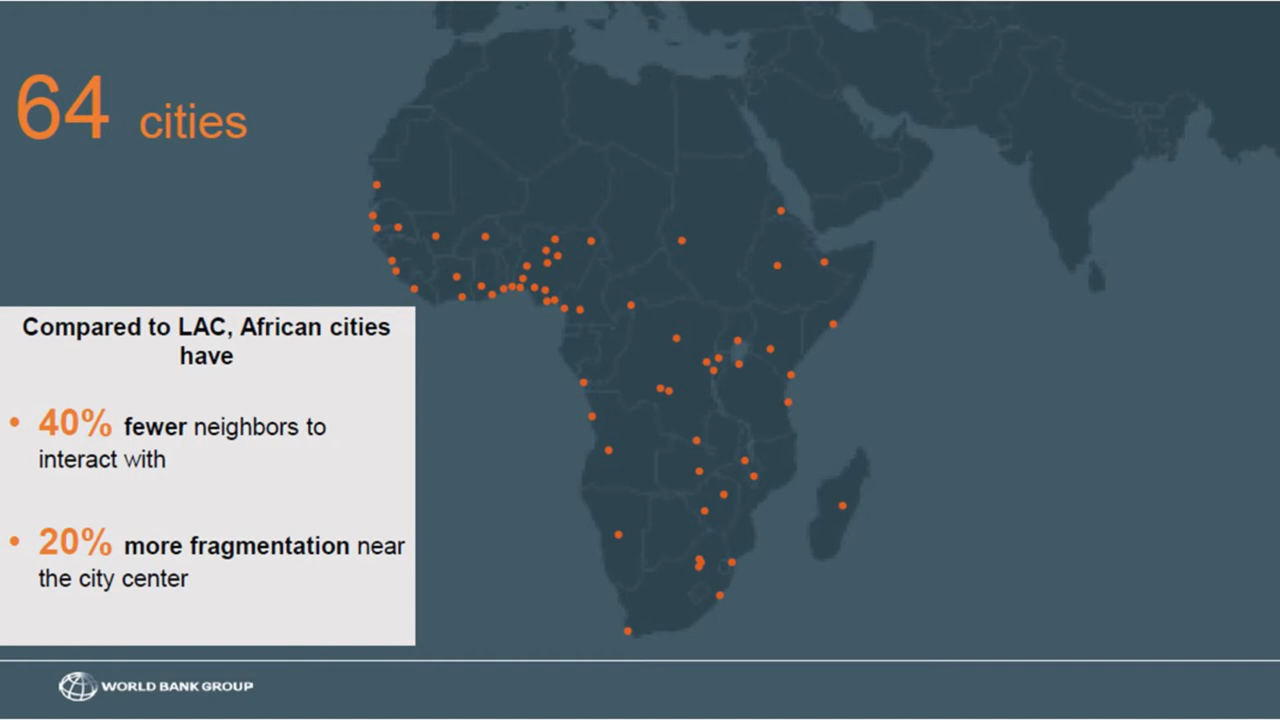 64 cities
Compared to LAC, African cities
have
• 40% fewer neighbors to
interact with
• 20% more fragmentation near
the city center
WORLD BANK GROUP